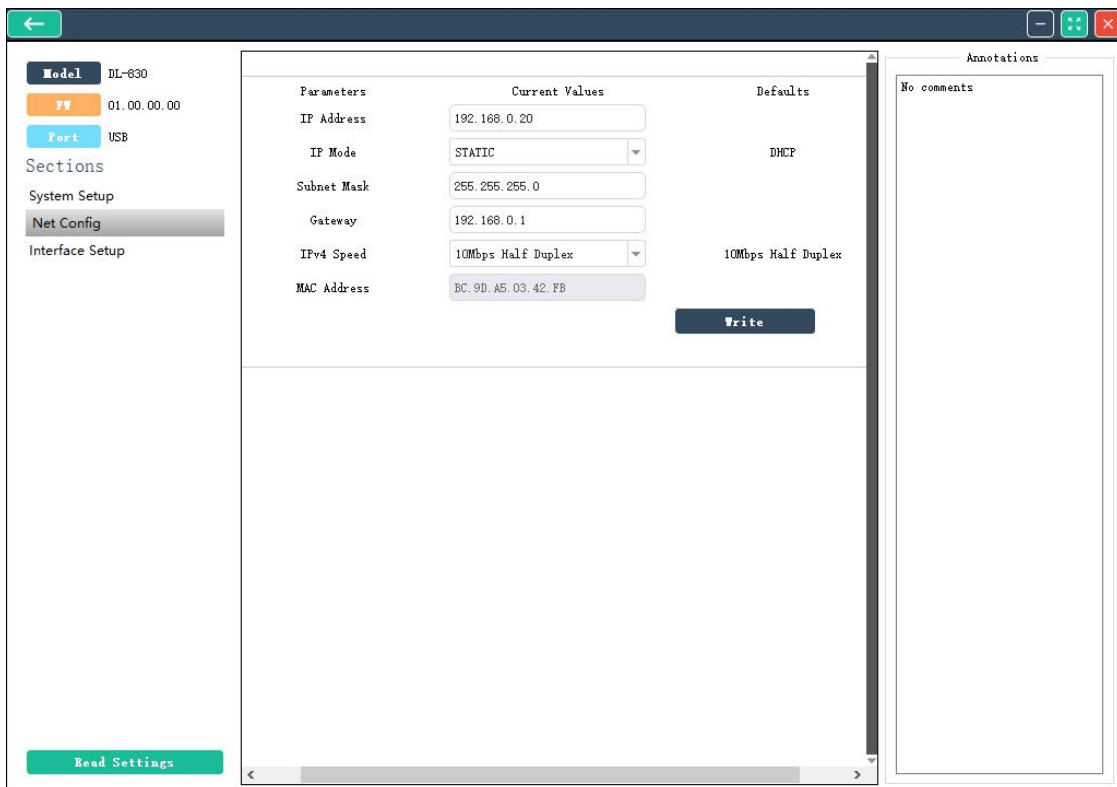 Model DL-830
FW 01.00.00.00
Port USB
Sections
System Setup
Net Config
Interface Setup
Read Settings
Parameters Current Values Defaults
IP Address 192.168.0.20
IP Mode STATIC DHCP
Subnet Mask 255.255.255.0
Gateway 192.168.0.1
IPv4 Speed 10Mbps Half Duplex 10Mbps Half Duplex
MAC Address BC.9D.A5.03.42.FB
Write
Annotations
No comments